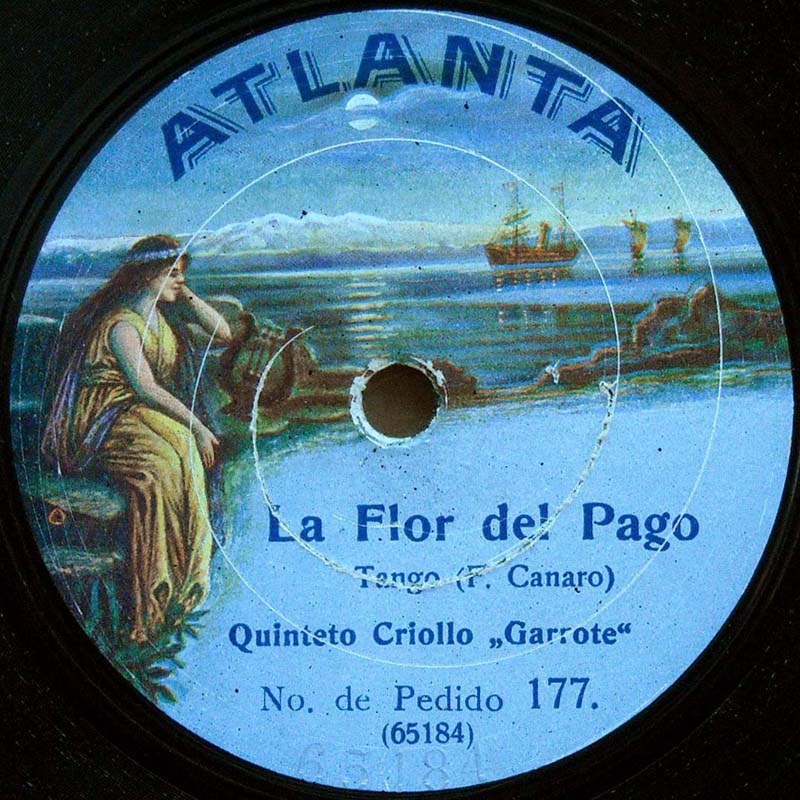 ATLANTA
La Flor del Pago
Tango (F. Canaro)
Quinteto Criollo „Garrote“
No. de Pedido 177.
(65184)
65184